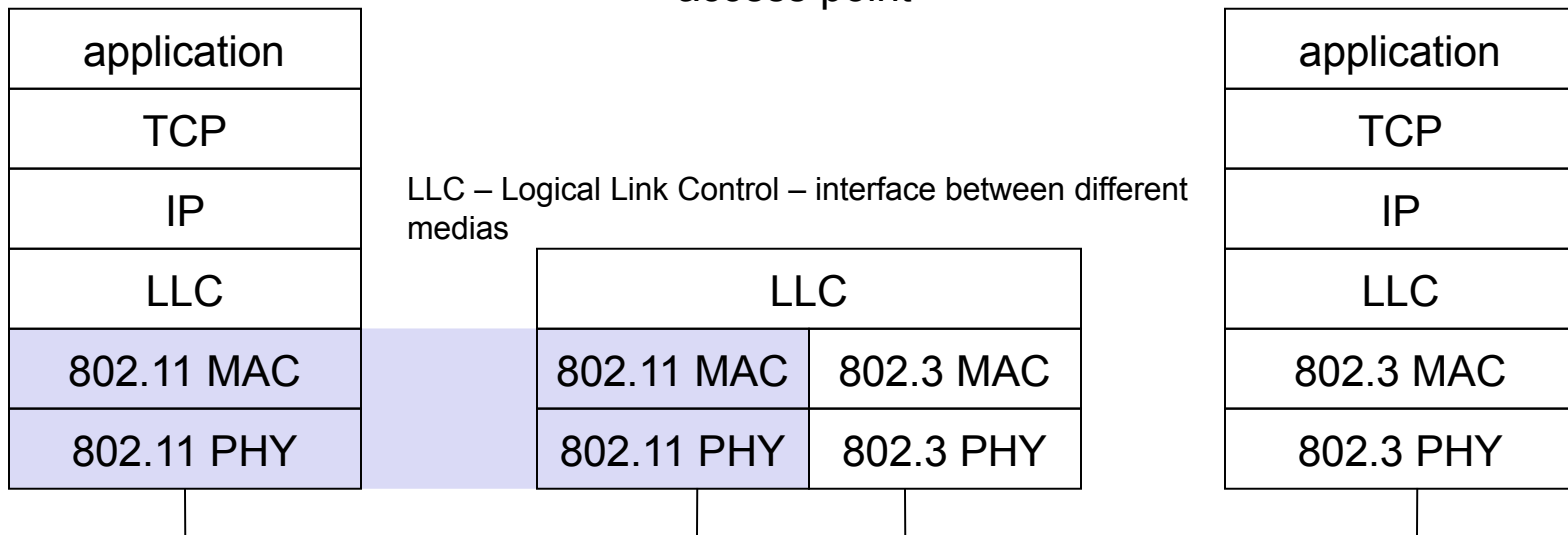 access point
application
TCP
IP
LLC
802.11 MAC
802.11 PHY
LLC – Logical Link Control – interface between different
medias
LLC
802.11 MAC
802.3 MAC
802.11 PHY
802.3 PHY
application
TCP
IP
LLC
802.3 MAC
802.3 PHY